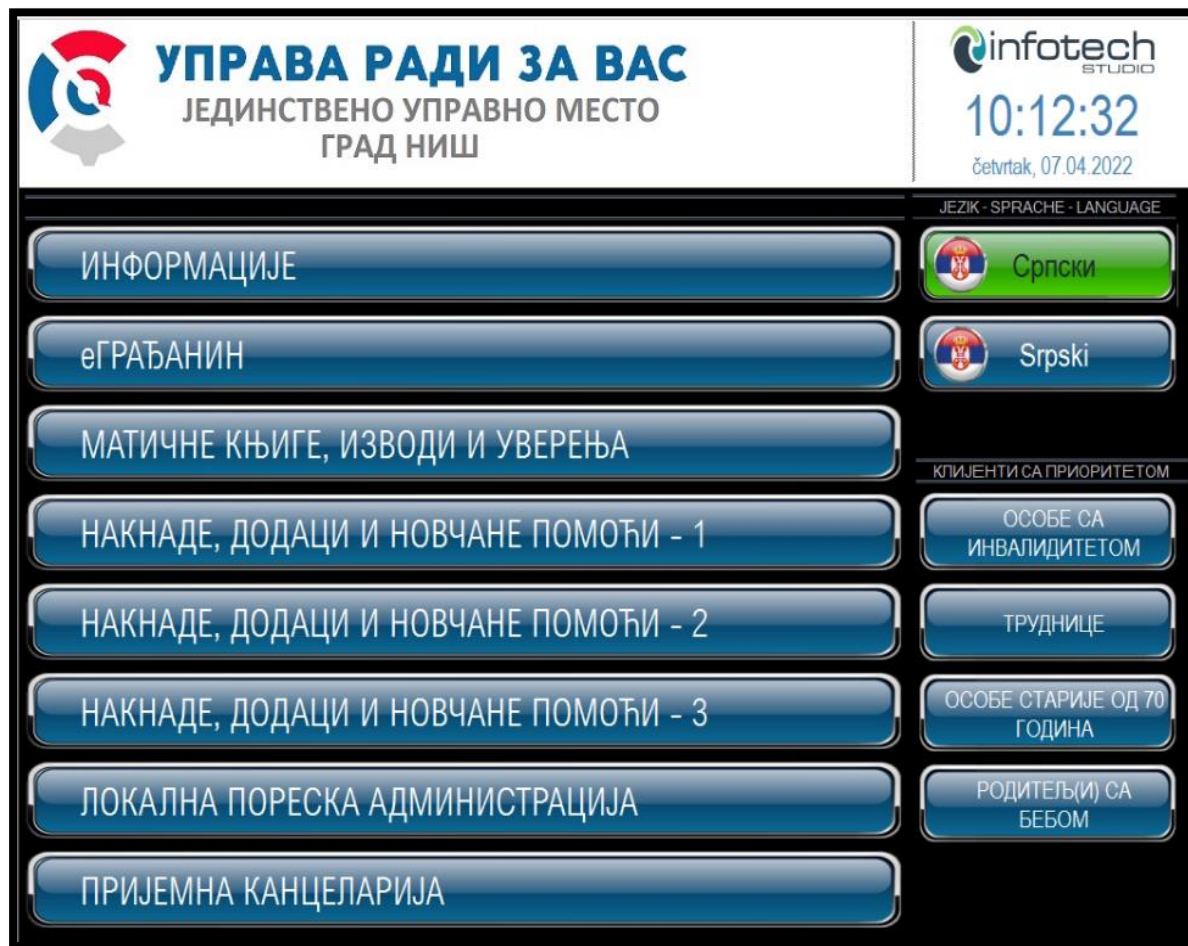 УПРАВА РАДИ ЗА ВАС
ЈЕДИНСТВЕНО УПРАВНО МЕСТО
ГРАД НИШ
infotech
STUDIO
10:12:32
četvrtak, 07.04.2022
JEZIK - SPRACHE - LANGUAGE
Српски
Srpski
ИНФОРМАЦИЈЕ
еГРАЂАНИН
МАТИЧНЕ КЊИГЕ, ИЗВОДИ И УВЕРЕЊА
НАКНАДЕ, ДОДАЦИ И НОВЧАНЕ ПОМОЋИ - 1
НАКНАДЕ, ДОДАЦИ И НОВЧАНЕ ПОМОЋИ - 2
НАКНАДЕ, ДОДАЦИ И НОВЧАНЕ ПОМОЋИ - 3
ЛОКАЛНА ПОРЕСКА АДМИНИСТРАЦИЈА
ПРИЈЕМНА КАНЦЕЛАРИЈА
КЛИЈЕНТИ СА ПРИОРИТЕТОМ
ОСОБЕ СА
ИНВАЛИДИТЕТОМ
ТРУДНИЦЕ
ОСОБЕ СТАРИЈЕ ОД 70
ГОДИНА
РОДИТЕЉ(И) СА
БЕБОМ